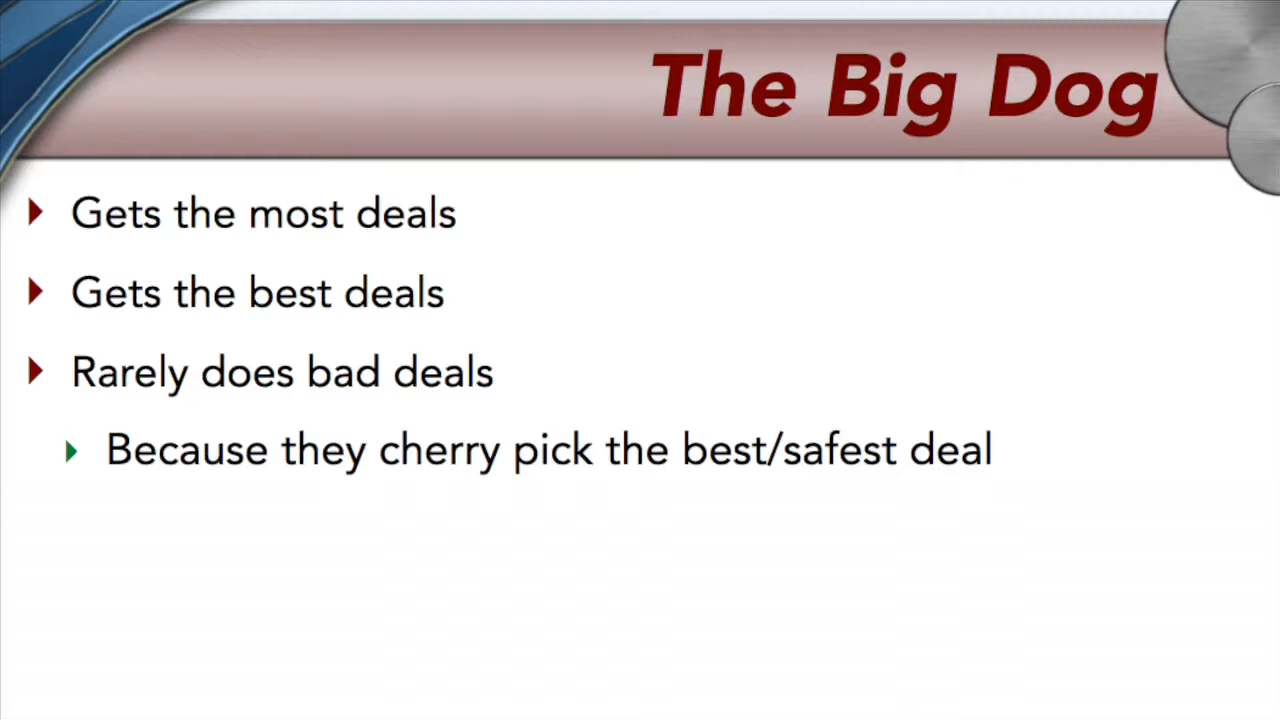 The Big Dog
Gets the most deals
Gets the best deals
Rarely does bad deals
Because they cherry pick the best/safest deal